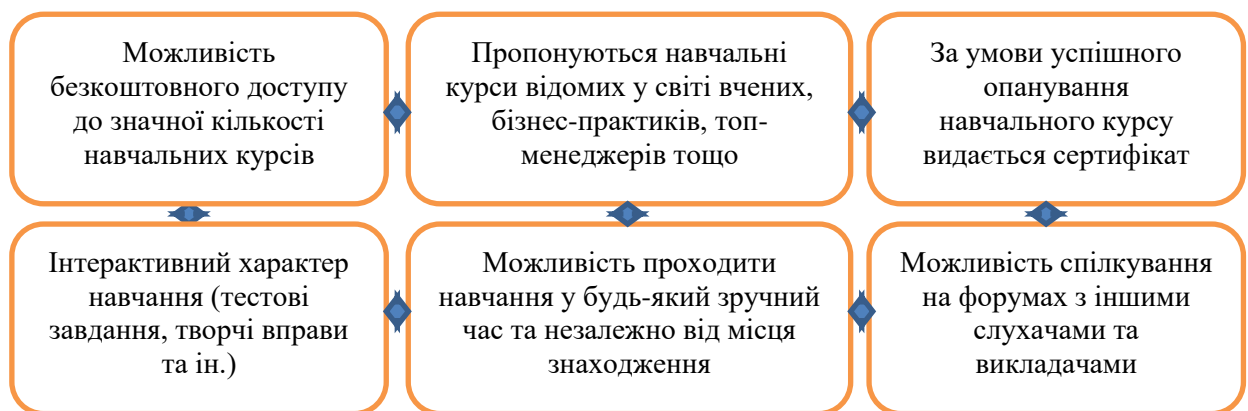 Можливість
безкоштовного доступу
до значної кількості
навчальних курсів
Пропонуються навчальні
курси відомих у світі вчених,
бізнес-практиків, топ-
менеджерів тощо
За умови успішного
опанування
навчального курсу
видається сертифікат
Інтерактивний характер
навчання (тестові
завдання, творчі вправи
та ін.)
Можливість проходити
навчання у будь-який зручний
час та незалежно від місця
знаходження
Можливість спілкування
на форумах з іншими
слухачами та
викладачами